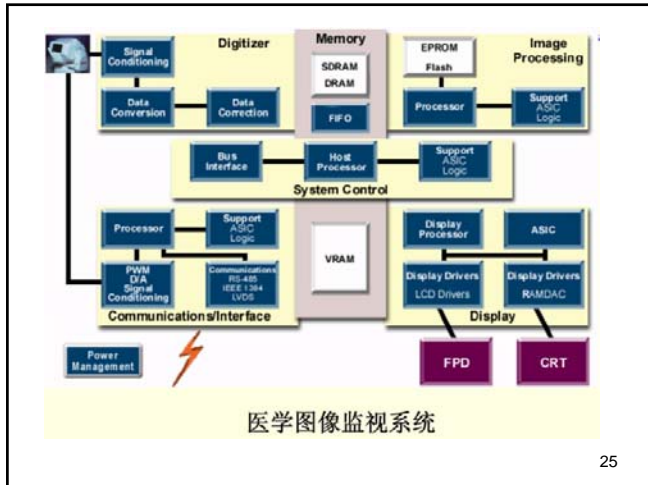 Digitizer
Memory
Image
Processing
Signal
Conditioning
Data
Conversion
Data
Correction
SDRAM
DRAM
FIFO
EPROM
Flash
Processor
Support
ASIC
Logic
Bus
Interface
Host
Processor
Support
ASIC
Logic
System Control
Processor
Support
ASIC
Logic
PWM
D/A
Signal
Conditioning
Communications
RS-485
IEEE 1384
LVDS
Communications/Interface
VRAM
Display
Processor
ASIC
Display Drivers
LCD Drivers
Display Drivers
RAMDAC
Display
Power
Management
FPD
CRT
医学图像监视系统
25